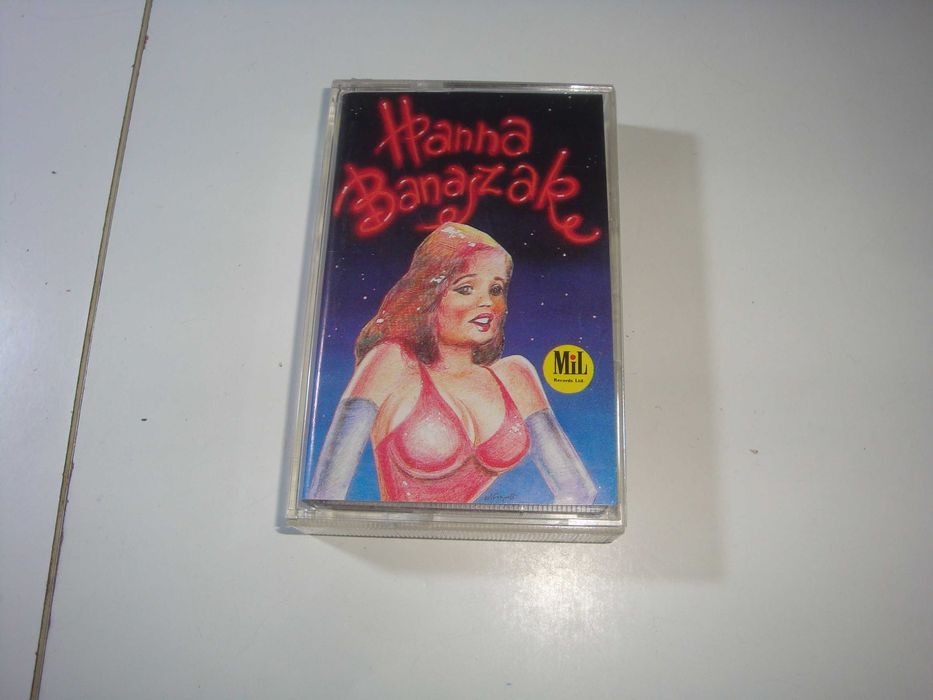 Hanna
Banaszak
MiL
Records Ltd.